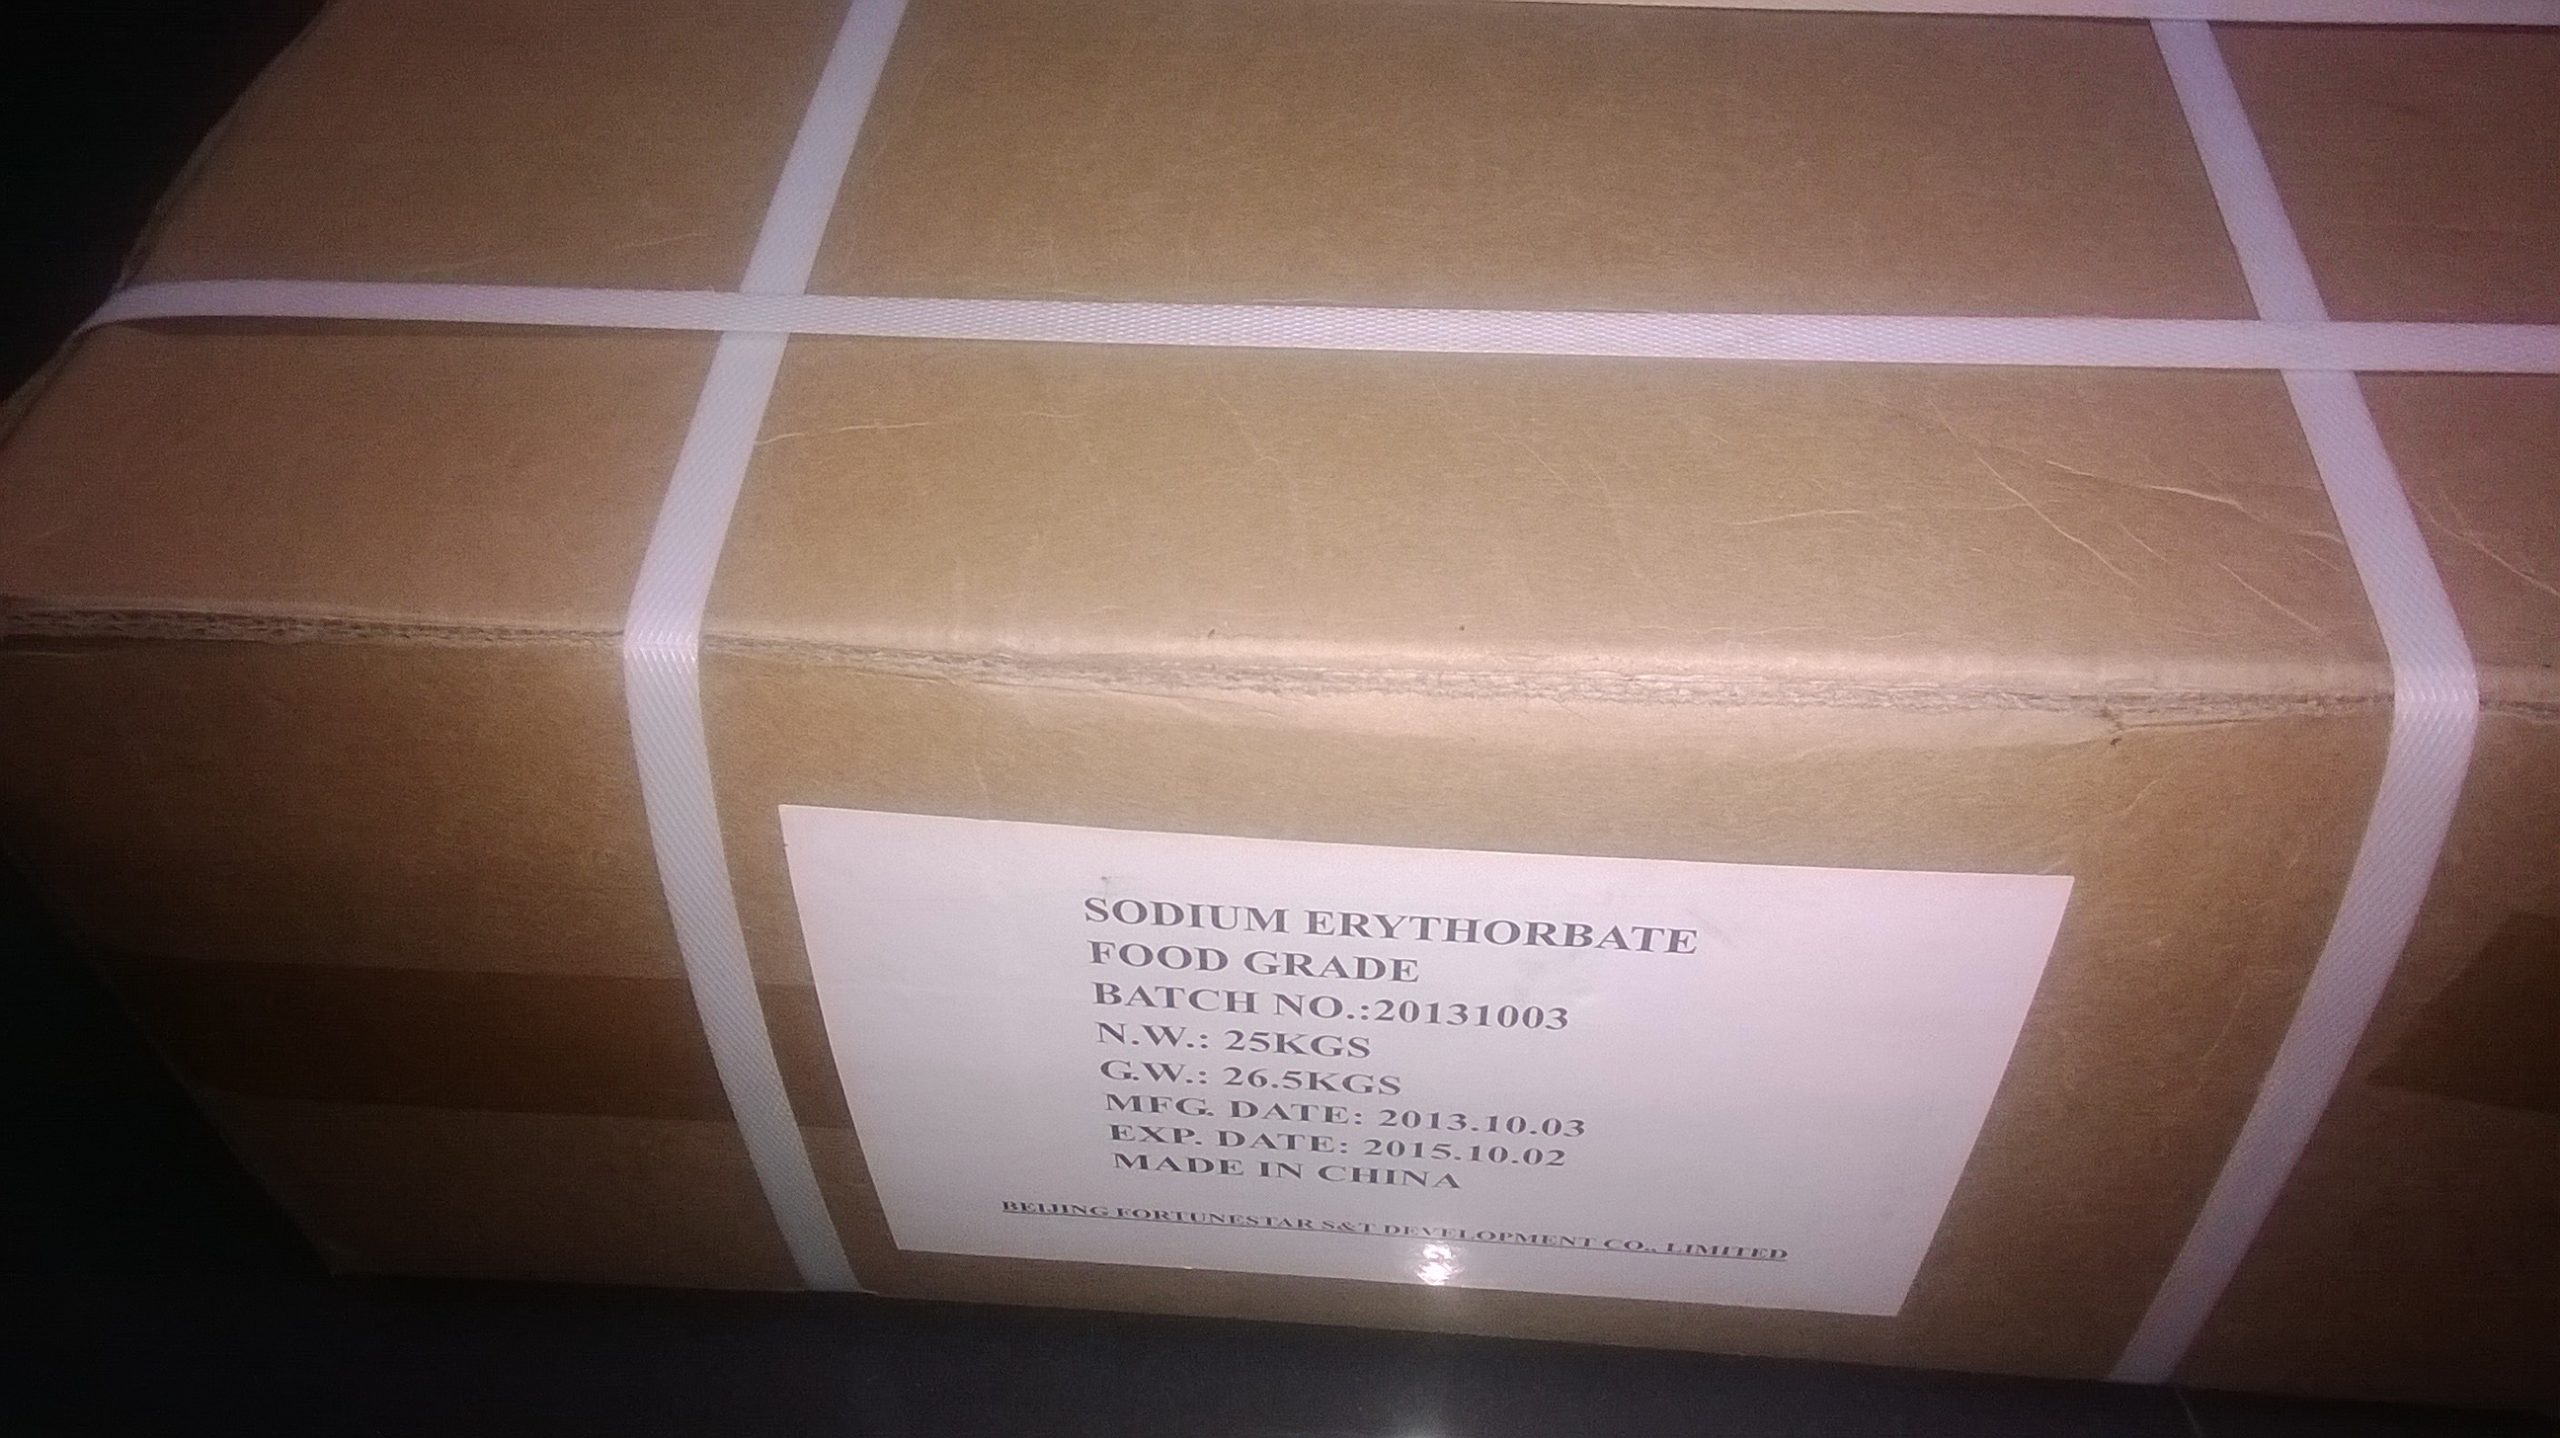 SODIUM ERYTHORBATE
FOOD GRADE
BATCH NO.:20131003
N.W.: 25KGS
G.W.: 26.5KGS
MFG. DATE: 2013.10.03
EXP. DATE: 2015.10.02
MADE IN CHINA
BEIJING FORTUNESTAR S&T DEVELOPMENT CO., LIMITED